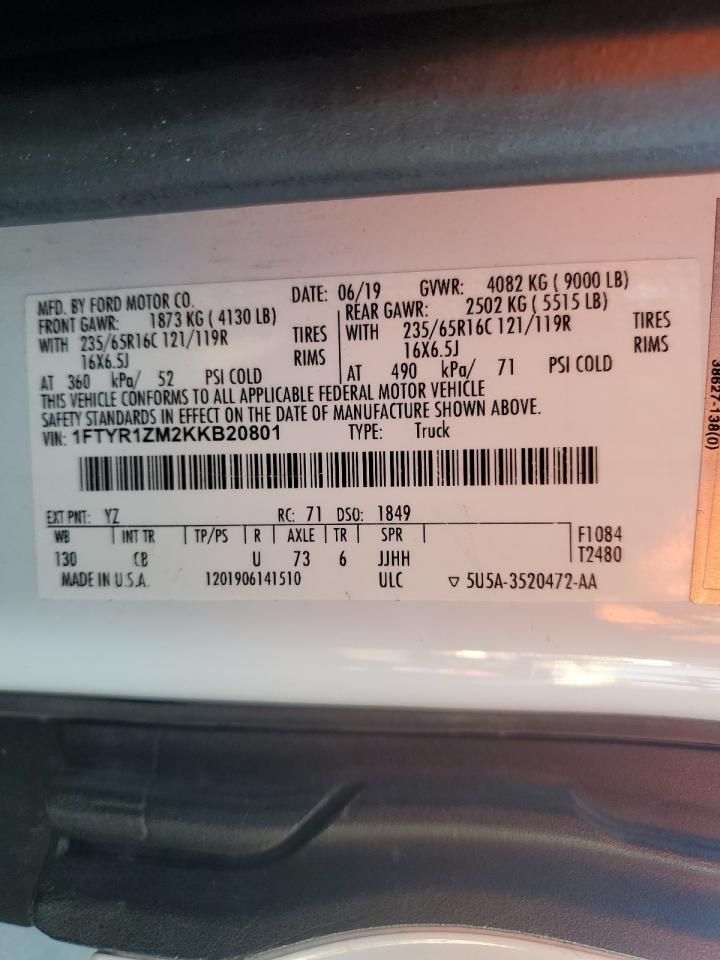 MFD. BY FORD MOTOR CO. DATE: 06/19 GVWR: 4082 KG ( 9000 LB)
FRONT GAWR: 1873 KG ( 4130 LB) REAR GAWR: 2502 KG ( 5515 LB)
WITH 235/65R16C 121/119R TIRES WITH 235/65R16C 121/119R TIRES
16X6.5J RIMS 16X6.5J RIMS
AT 360 kPa/ 52 PSI COLD AT 490 kPa/ 71 PSI COLD
THIS VEHICLE CONFORMS TO ALL APPLICABLE FEDERAL MOTOR VEHICLE
SAFETY STANDARDS IN EFFECT ON THE DATE OF MANUFACTURE SHOWN ABOVE.
VIN: 1FTYR1ZM2KKB20801 TYPE: Truck
EXT PNT: YZ RC: 71 DSO: 1849
WB INT TR TP/PS R AXLE TR SPR F1084
130 CB U 73 6 JJHH T2480
MADE IN U.S.A. 1201906141510 ULC ▽ 5U5A-3520472-AA
38627-138(0)